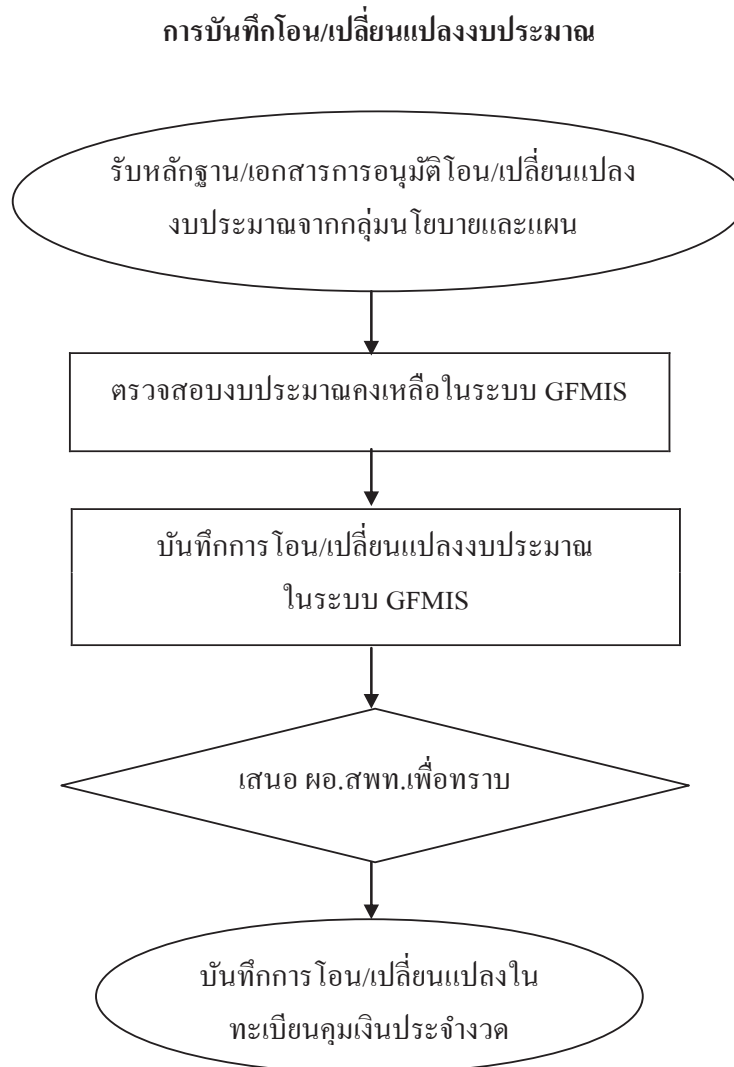 การบันทึกโอน/เปลี่ยนแปลงงบประมาณ
รับหลักฐาน/เอกสารการอนุมัติโอน/เปลี่ยนแปลง
งบประมาณจากกลุ่มนโยบายและแผน
ตรวจสอบงบประมาณคงเหลือในระบบ GFMIS
บันทึกการโอน/เปลี่ยนแปลงงบประมาณ
ในระบบ GFMIS
เสนอ ผอ.สพท.เพื่อทราบ
บันทึกการโอน/เปลี่ยนแปลงใน
ทะเบียนคุมเงินประจำงวด